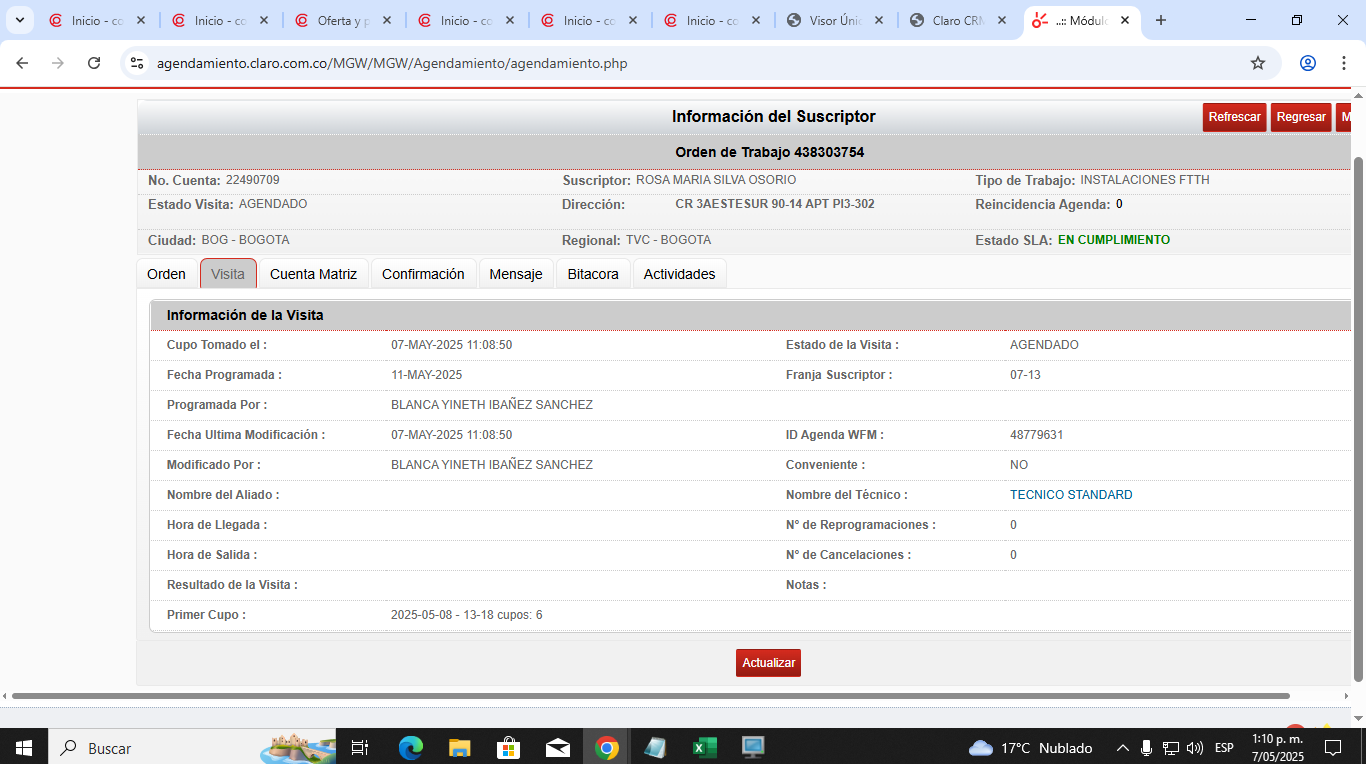 Inicio - co
Inicio - co
Oferta y p
Inicio - co
Inicio - co
Inicio - co
Visor Únic
Claro CRM
..:: Módulo
agendamiento.claro.com.co/MGW/MGW/Agendamiento/agendamiento.php
Información del Suscriptor
Refrescar Regresar M
Orden de Trabajo 438303754
No. Cuenta: 22490709 Suscriptor: ROSA MARIA SILVA OSORIO Tipo de Trabajo: INSTALACIONES FTTH
Estado Visita: AGENDADO Dirección: CR 3AESTESUR 90-14 APT PI3-302 Reincidencia Agenda: 0
Ciudad: BOG - BOGOTA Regional: TVC - BOGOTA Estado SLA: EN CUMPLIMIENTO
Orden Visita Cuenta Matriz Confirmación Mensaje Bitacora Actividades
Información de la Visita
Cupo Tomado el : 07-MAY-2025 11:08:50 Estado de la Visita : AGENDADO
Fecha Programada : 11-MAY-2025 Franja Suscriptor : 07-13
Programada Por : BLANCA YINETH IBAÑEZ SANCHEZ
Fecha Ultima Modificación : 07-MAY-2025 11:08:50 ID Agenda WFM : 48779631
Modificado Por : BLANCA YINETH IBAÑEZ SANCHEZ Conveniente : NO
Nombre del Aliado : Nombre del Técnico : TECNICO STANDARD
Hora de Llegada : Nº de Reprogramaciones : 0
Hora de Salida : Nº de Cancelaciones : 0
Resultado de la Visita : Notas :
Primer Cupo : 2025-05-08 - 13-18 cupos: 6
Actualizar
Buscar
17°C Nublado
ESP
1:10 p. m.
7/05/2025